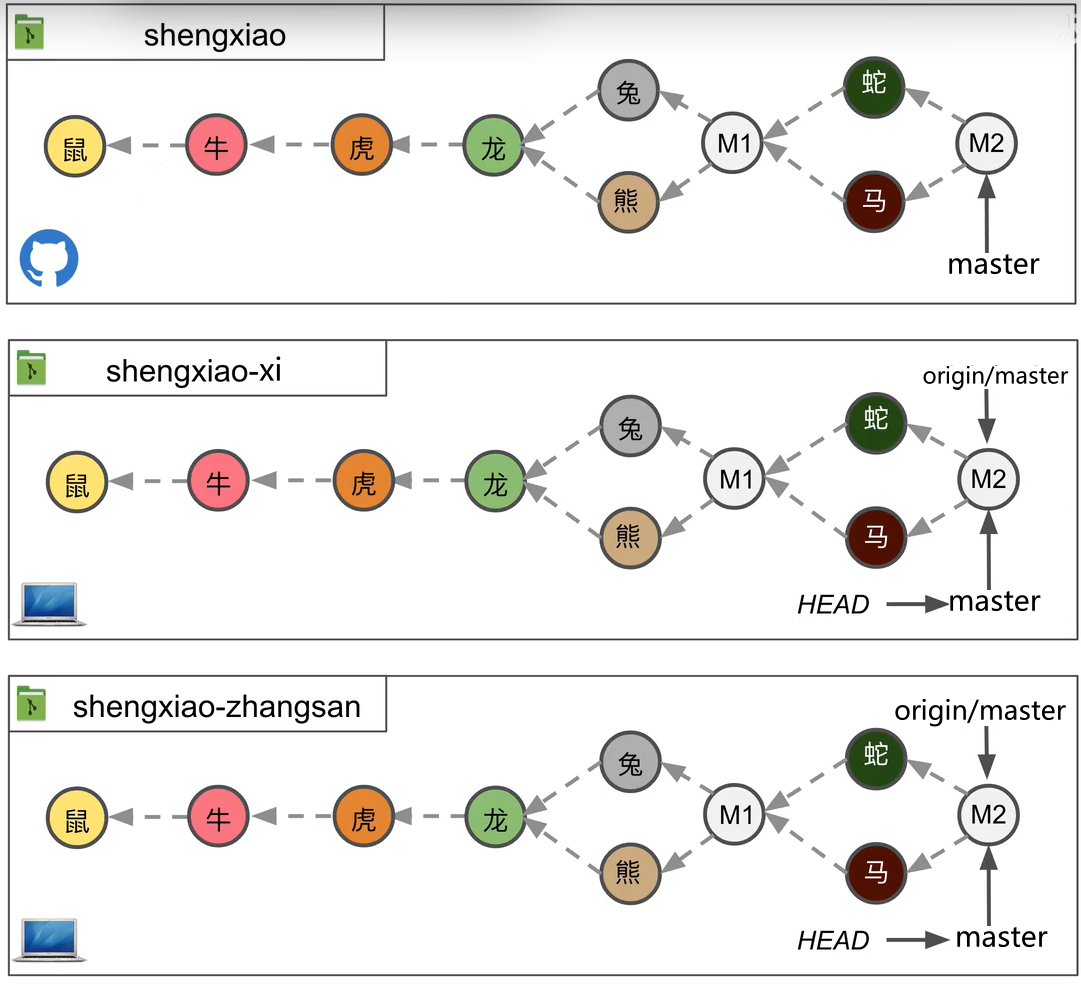 shengxiao
鼠
牛
虎
龙
兔
熊
M1
蛇
马
M2
master
shengxiao-xi
origin/master
鼠
牛
虎
龙
兔
熊
M1
蛇
马
M2
HEAD
master
shengxiao-zhangsan
origin/master
鼠
牛
虎
龙
兔
熊
M1
蛇
马
M2
HEAD
master